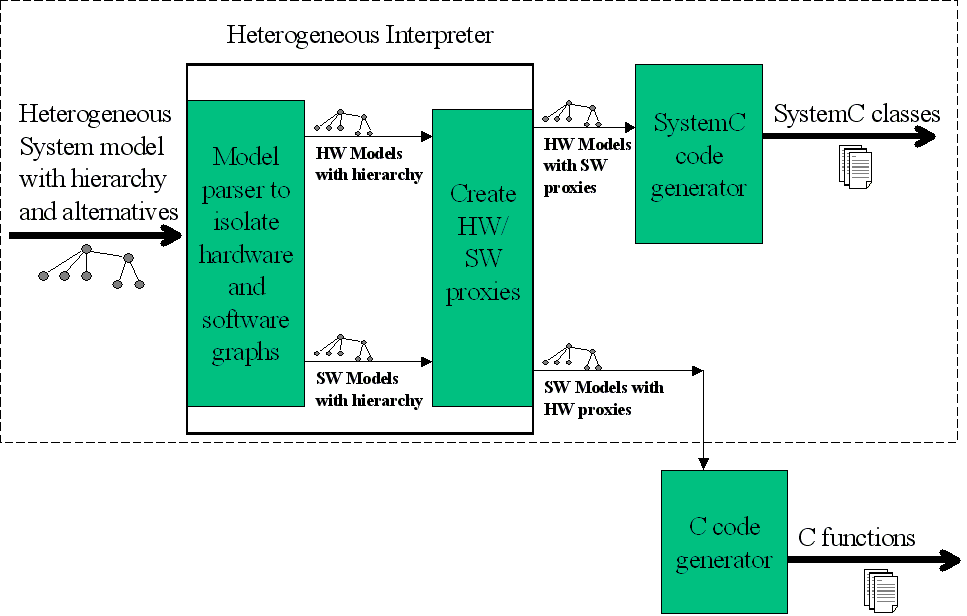 Heterogeneous Interpreter
Heterogeneous
System model
with hierarchy
and alternatives
Model
parser to
isolate
hardware
and
software
graphs
HW Models
with hierarchy
SW Models
with hierarchy
Create
HW/
SW
proxies
HW Models
with SW
proxies
SW Models with
HW proxies
SystemC
code
generator
SystemC classes
C code
generator
C functions